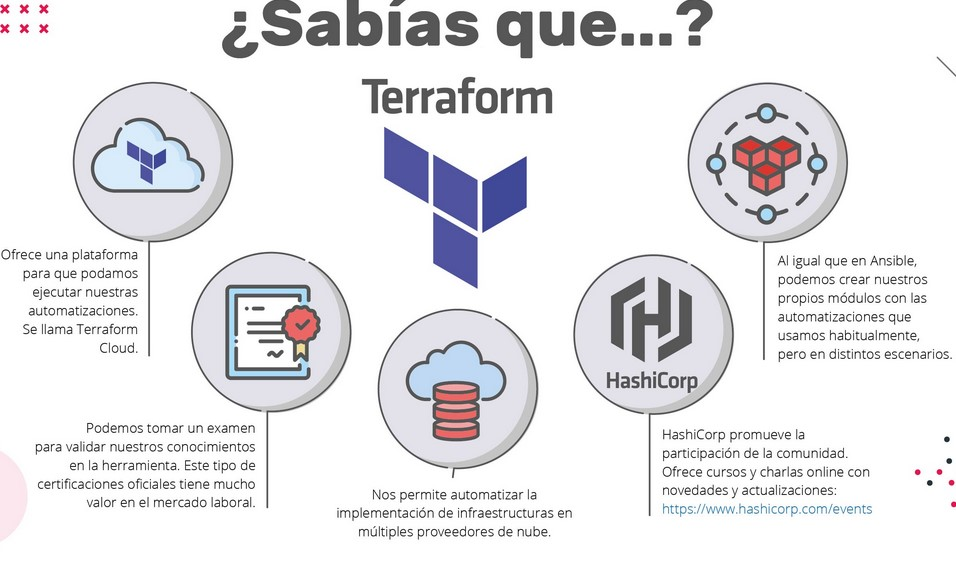 ¿Sabías que...?
Terraform
Ofrece una plataforma
para que podamos
ejecutar nuestras
automatizaciones.
Se llama Terraform
Cloud.
Podemos tomar un examen
para validar nuestros conocimientos
en la herramienta. Este tipo de
certificaciones oficiales tiene mucho
valor en el mercado laboral.
Nos permite automatizar la
implementación de infraestructuras en
múltiples proveedores de nube.
HashiCorp
HashiCorp promueve la
participación de la comunidad.
Ofrece cursos y charlas online con
novedades y actualizaciones:
https://www.hashicorp.com/events
Al igual que en Ansible,
podemos crear nuestros
propios módulos con las
automatizaciones que
usamos habitualmente,
pero en distintos escenarios.